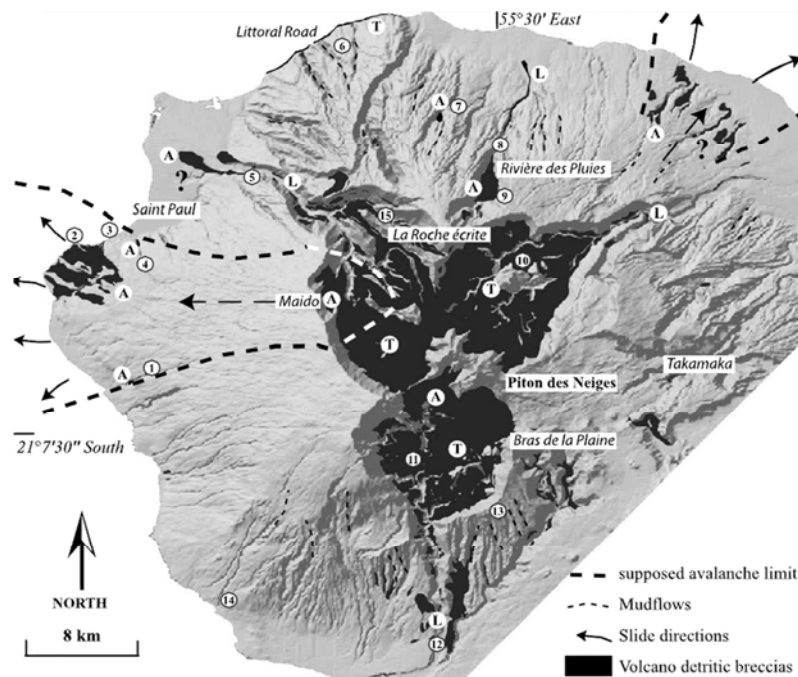 55°30' East
Littoral Road
T
6
L
A
7
A
8
A
?
Rivière des Pluies
A
?
5
L
A
9
Saint Paul
15
L
2
3
La Roche écrite
4
10
A
T
Maido
A
T
Takamaka
A
1
Piton des Neiges
A
21°7'30" South
Bras de la Plaine
T
11
13
NORTH
8 km
14
L
12
supposed avalanche limit
Mudflows
Slide directions
Volcano detritic breccias